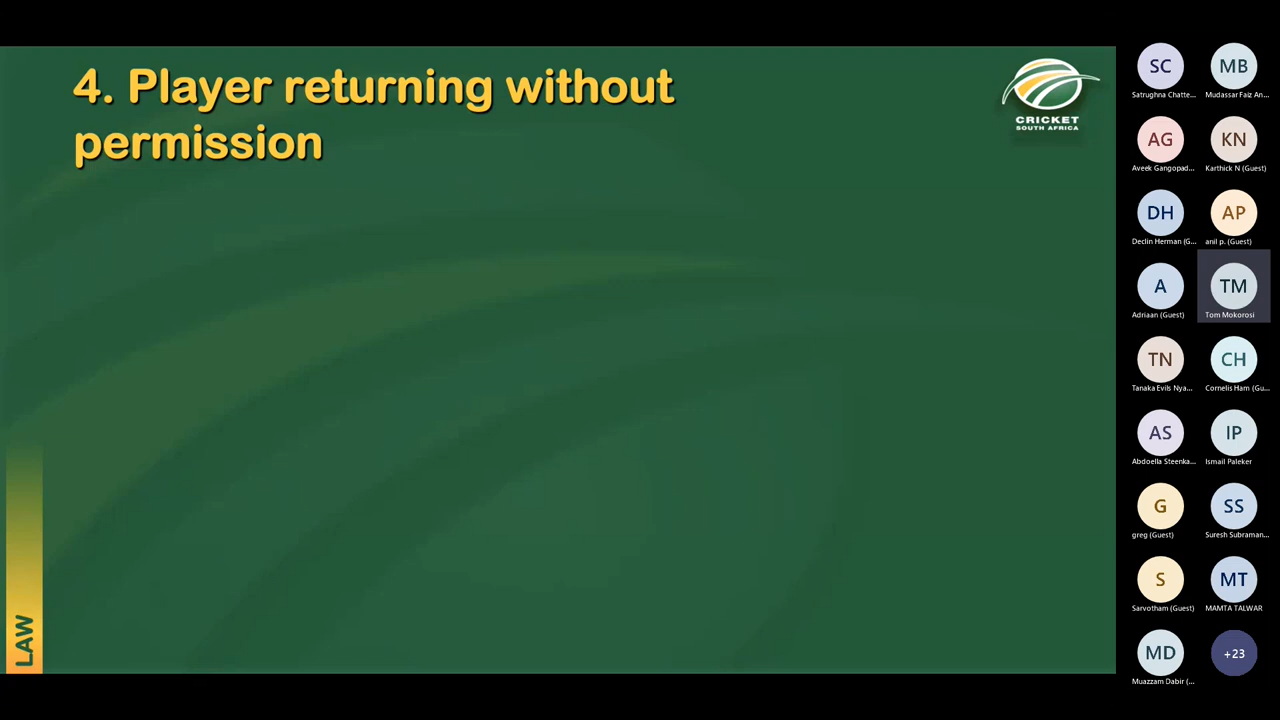 4. Player returning without
permission
CRICKET
SOUTH AFRICA
LAW
SC
MB
Satrughna Chatte...
Mudassar Faiz An...
AG
KN
Aveek Gangopad...
Karthick N (Guest)
DH
AP
Declin Herman (G...
anil p. (Guest)
A
TM
Adriaan (Guest)
Tom Mokorosi
TN
CH
Tanaka Evils Nya...
Cornelis Ham (Gu...
AS
IP
Abdoella Steenka...
Ismail Paleker
G
SS
greg (Guest)
Suresh Subraman...
S
MT
Sarvotham (Guest)
MAMTA TALWAR
MD
+23
Muazzam Dabir (...